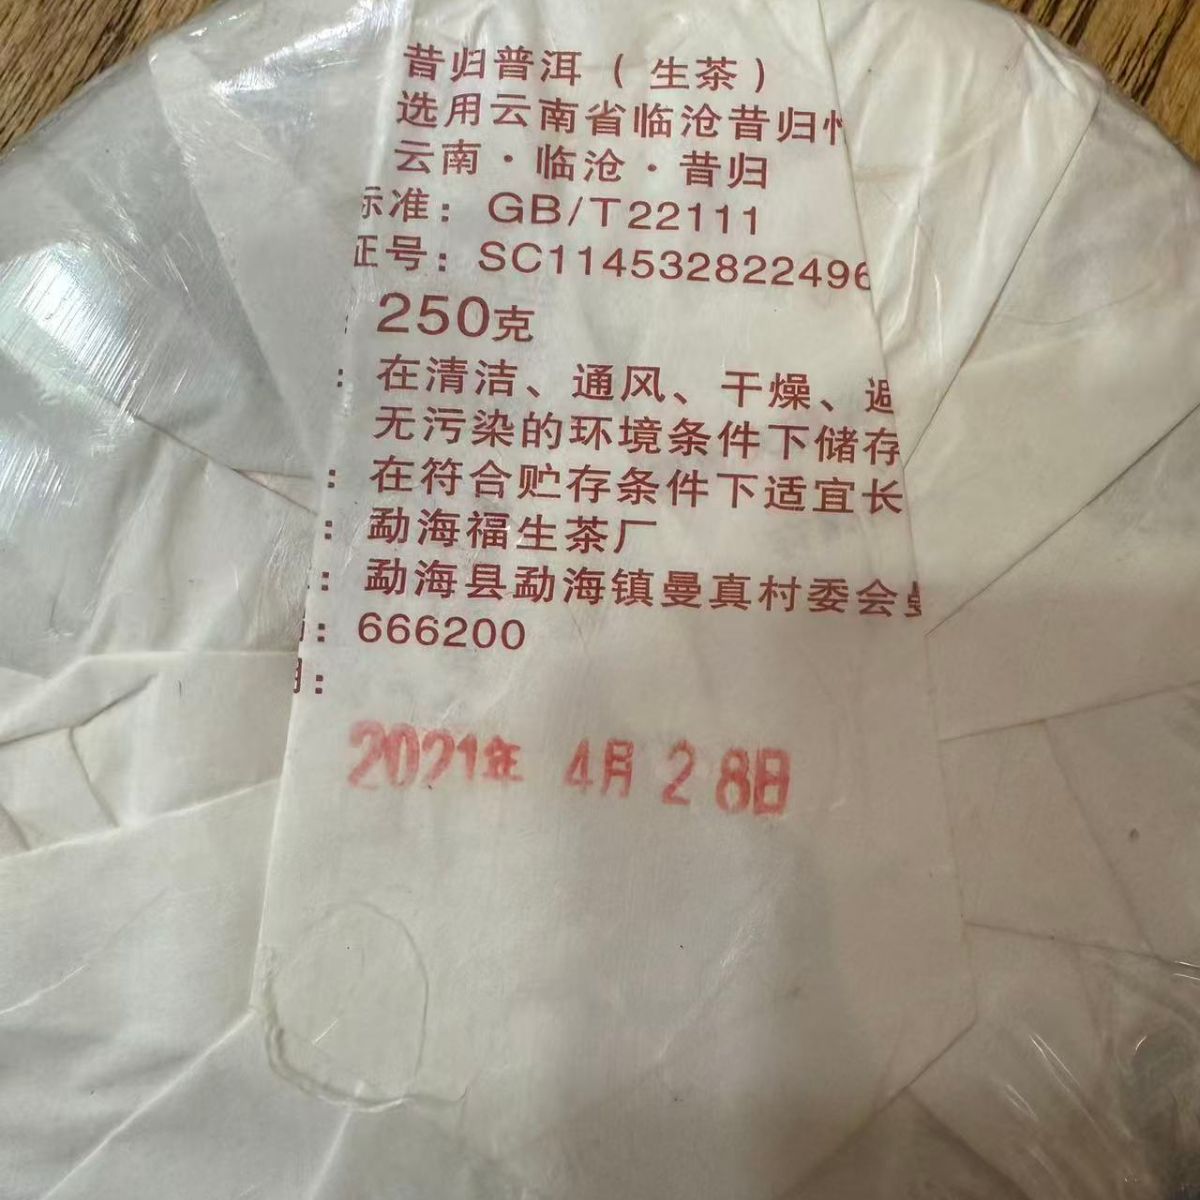 昔归普洱（生茶）
选用云南省临沧昔归
云南·临沧·昔归
标准：GB/T22111
证号：SC11453282249
：250克
：在清洁、通风、干燥、
无污染的环境条件下储存
：在符合贮存条件下适宜长
：勐海福生茶厂
：勐海县勐海镇曼真村委会
：666200
：
2021年 4月 2 8日